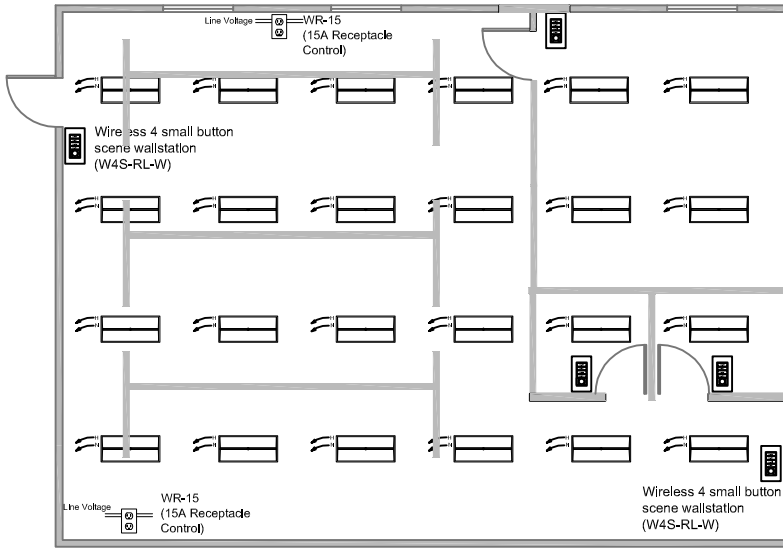 Line Voltage
WR-15
(15A Receptacle
Control)
H
N
H
N
H
N
H
N
H
N
H
N
Wireless 4 small button
scene wallstation
(W4S-RL-W)
H
N
H
N
H
N
H
N
H
N
H
N
H
N
H
N
H
N
H
N
H
N
H
N
H
N
H
N
H
N
H
N
H
N
H
N
Wireless 4 small button
scene wallstation
(W4S-RL-W)
Line Voltage
WR-15
(15A Receptacle
Control)